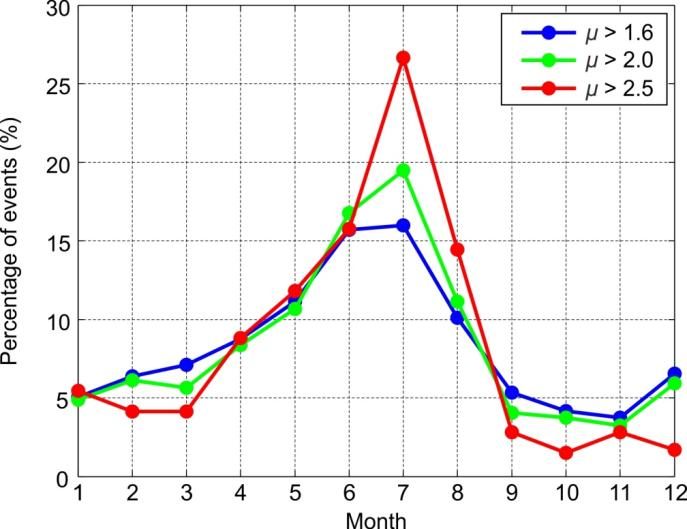 30
25
20
15
10
5
0
Percentage of events (%)
μ > 1.6
μ > 2.0
μ > 2.5
1 2 3 4 5 6 7 8 9 10 11 12
Month